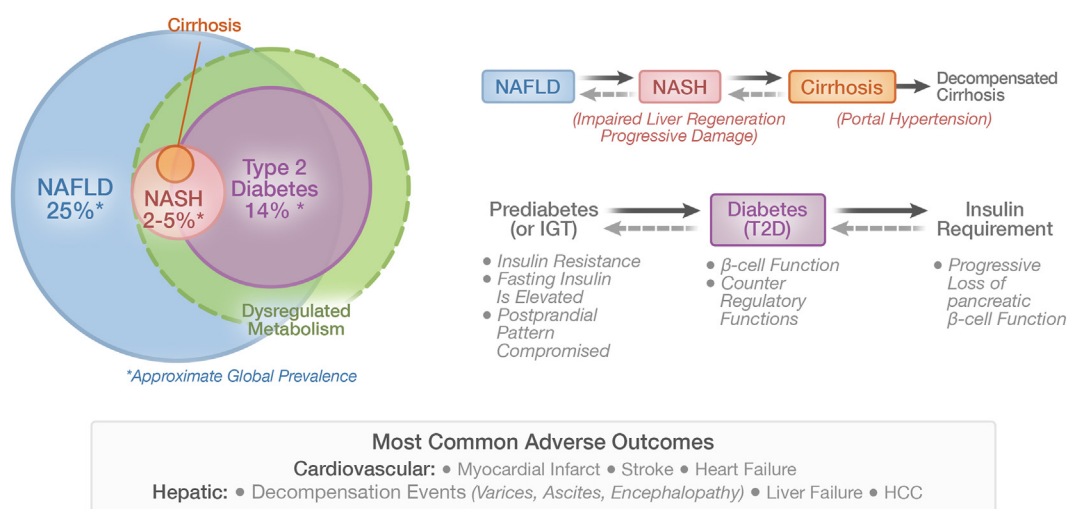 Cirrhosis
NAFLD
25%*
NASH
2-5%*
Type 2
Diabetes
14% *
Dysregulated
Metabolism
*Approximate Global Prevalence
NAFLD
NASH
Cirrhosis
Decompensated
Cirrhosis
(Impaired Liver Regeneration
Progressive Damage)
(Portal Hypertension)
Prediabetes
(or IGT)
Diabetes
(T2D)
Insulin
Requirement
● Insulin Resistance
● Fasting Insulin
Is Elevated
● Postprandial
Pattern
Compromised
● β-cell Function
● Counter
Regulatory
Functions
● Progressive
Loss of
pancreatic
β-cell Function
Most Common Adverse Outcomes
Cardiovascular: ● Myocardial Infarct ● Stroke ● Heart Failure
Hepatic: ● Decompensation Events (Varices, Ascites, Encephalopathy) ● Liver Failure ● HCC